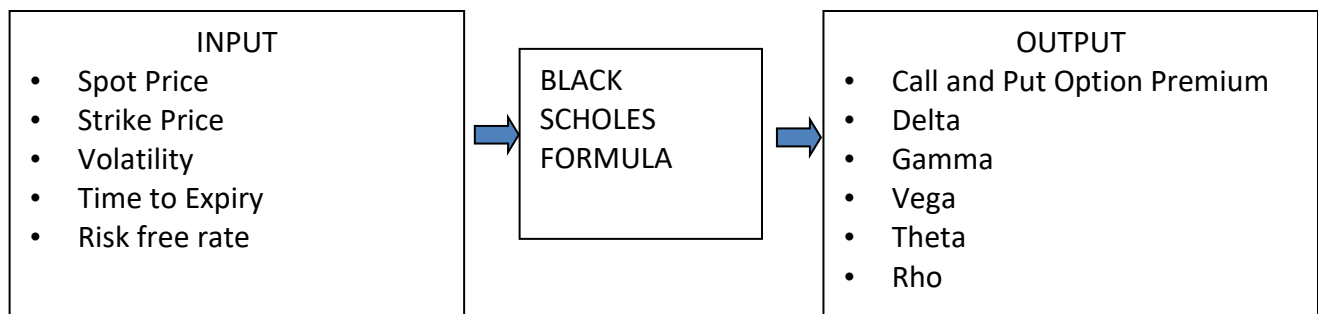 INPUT
• Spot Price
• Strike Price
• Volatility
• Time to Expiry
• Risk free rate
BLACK
SCHOLES
FORMULA
OUTPUT
• Call and Put Option Premium
• Delta
• Gamma
• Vega
• Theta
• Rho